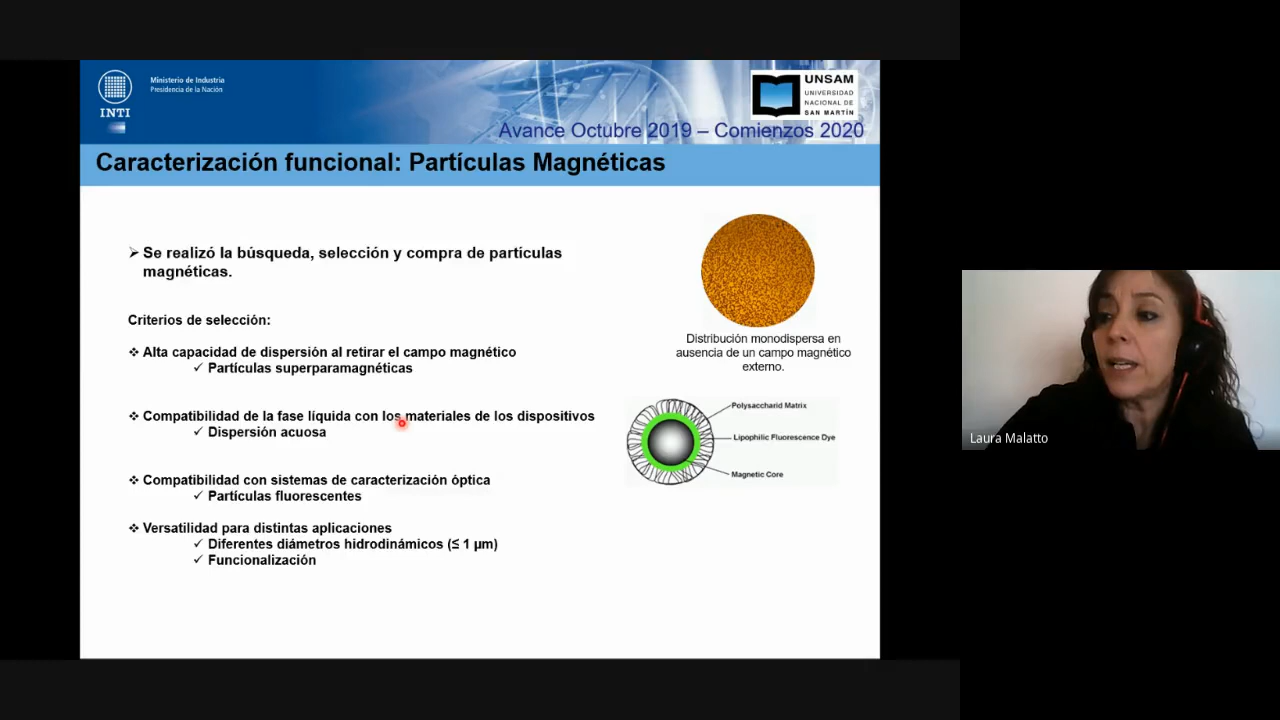 Ministerio de Industria
Presidencia de la Nación
INTI
UNSAM
UNIVERSIDAD
NACIONAL DE
SAN MARTÍN
Avance Octubre 2019 – Comienzos 2020
Caracterización funcional: Partículas Magnéticas
➢ Se realizó la búsqueda, selección y compra de partículas
magnéticas.
Criterios de selección:
❖ Alta capacidad de dispersión al retirar el campo magnético
✓ Partículas superparamagnéticas
❖ Compatibilidad de la fase líquida con los materiales de los dispositivos
✓ Dispersión acuosa
❖ Compatibilidad con sistemas de caracterización óptica
✓ Partículas fluorescentes
❖ Versatilidad para distintas aplicaciones
✓ Diferentes diámetros hidrodinámicos (≤ 1 µm)
✓ Funcionalización
Distribución monodispersa en
ausencia de un campo magnético
externo.
Polysaccharid Matrix
Lipophilic Fluorescence Dye
Magnetic Core
Laura Malatto